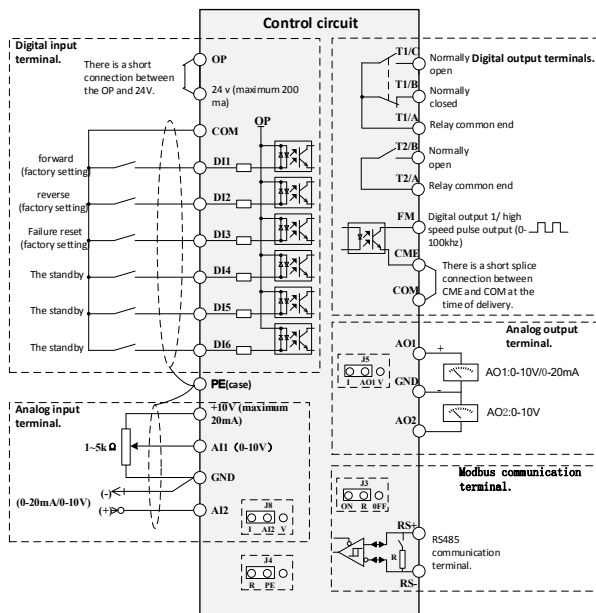 Control circuit
Digital input
terminal.
There is a short
connection between
the OP and 24V.
OP
24 v (maximum 200
ma)
COM
OP
forward
(factory setting)
DI1
reverse
(factory setting)
DI2
Failure reset
(factory setting)
DI3
The standby
DI4
The standby
DI5
The standby
DI6
PE(case)
Analog input
terminal.
+10V (maximum
20mA)
1~5kΩ
AI1（0-10V）
GND
(-)
(0-20mA/0-10V)
(+)
AI2
J8
I AI2 V
J4
R PE
Digital output terminals.
T1/C
Normally
open
T1/B
Normally
closed
T1/A
Relay common end
T2/B
Normally
open
T2/A
Relay common end
FM
Digital output 1/ high
speed pulse output (0-
100khz)
CME
There is a short splice
connection between
CME and COM at the
time of delivery.
COM
Analog output
terminal.
AO1
+
J5
I AO1 V
AO1:0-10V/0-20mA
GND
-
AO2:0-10V
AO2
Modbus communication
terminal.
J3
ON R OFF
RS+
RS485
communication
terminal.
R
RS-